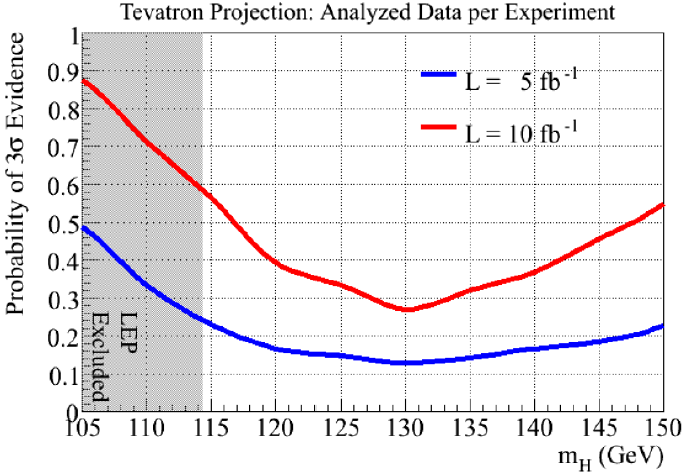 Tevatron Projection: Analyzed Data per Experiment
Probability of 3σ Evidence
1
0.9
0.8
0.7
0.6
0.5
0.4
0.3
0.2
0.1
0
L = 5 fb⁻¹
L = 10 fb⁻¹
LEP
Excluded
105 110 115 120 125 130 135 140 145 150
m_H (GeV)